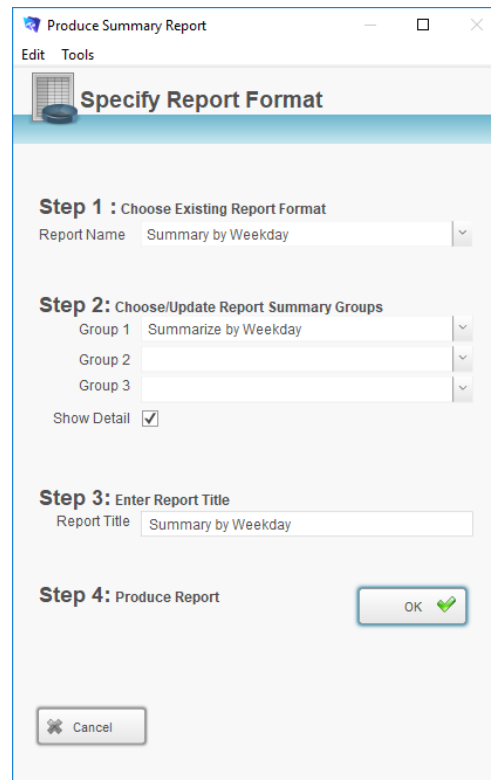 Produce Summary Report
Edit Tools
Specify Report Format
Step 1 : Choose Existing Report Format
Report Name Summary by Weekday
Step 2: Choose/Update Report Summary Groups
Group 1 Summarize by Weekday
Group 2
Group 3
Show Detail
Step 3: Enter Report Title
Report Title Summary by Weekday
Step 4: Produce Report
OK
Cancel